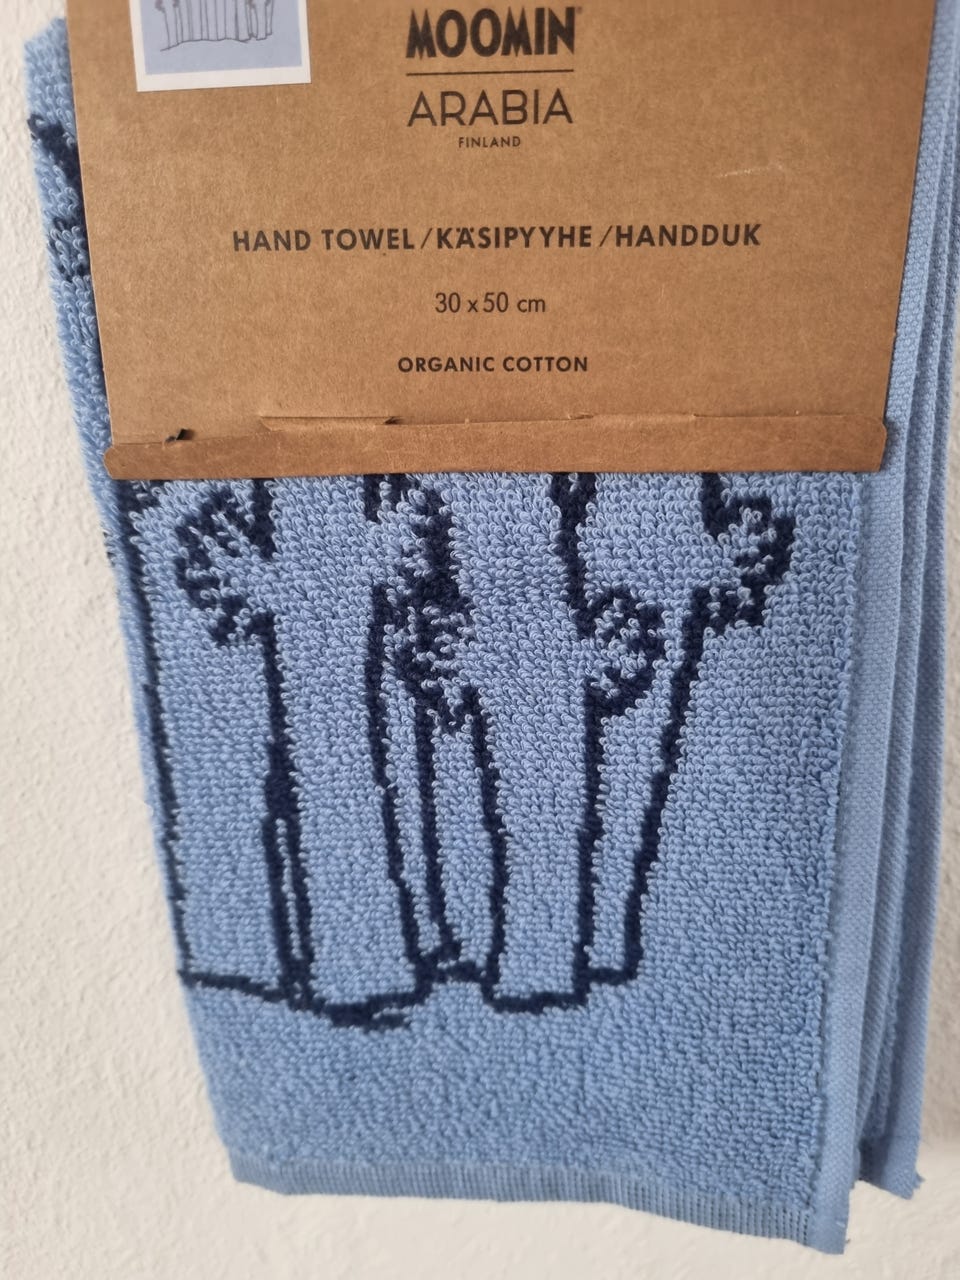 MOOMIN
ARABIA
FINLAND
HAND TOWEL/KÄSIPYYHE/HANDDUK
30 x 50 cm
ORGANIC COTTON